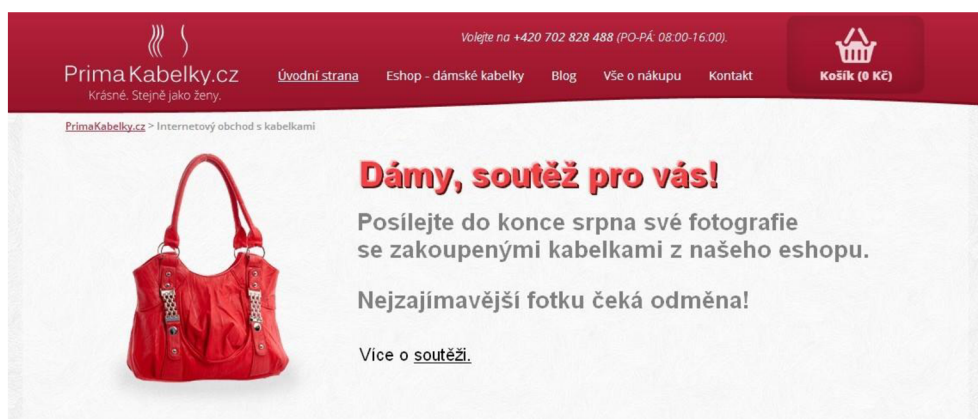 Volejte na +420 702 828 488 (PO-PÁ: 08:00-16:00).
PrimaKabelky.cz
Krásné. Stejně jako ženy.
Úvodní strana Eshop - dámské kabelky Blog Vše o nákupu Kontakt
Košík (0 Kč)
PrimaKabelky.cz > Internetový obchod s kabelkami
Dámy, soutěž pro vás!
Posílejte do konce srpna své fotografie
se zakoupenými kabelkami z našeho eshopu.
Nejzajímavější fotku čeká odměna!
Více o soutěži.